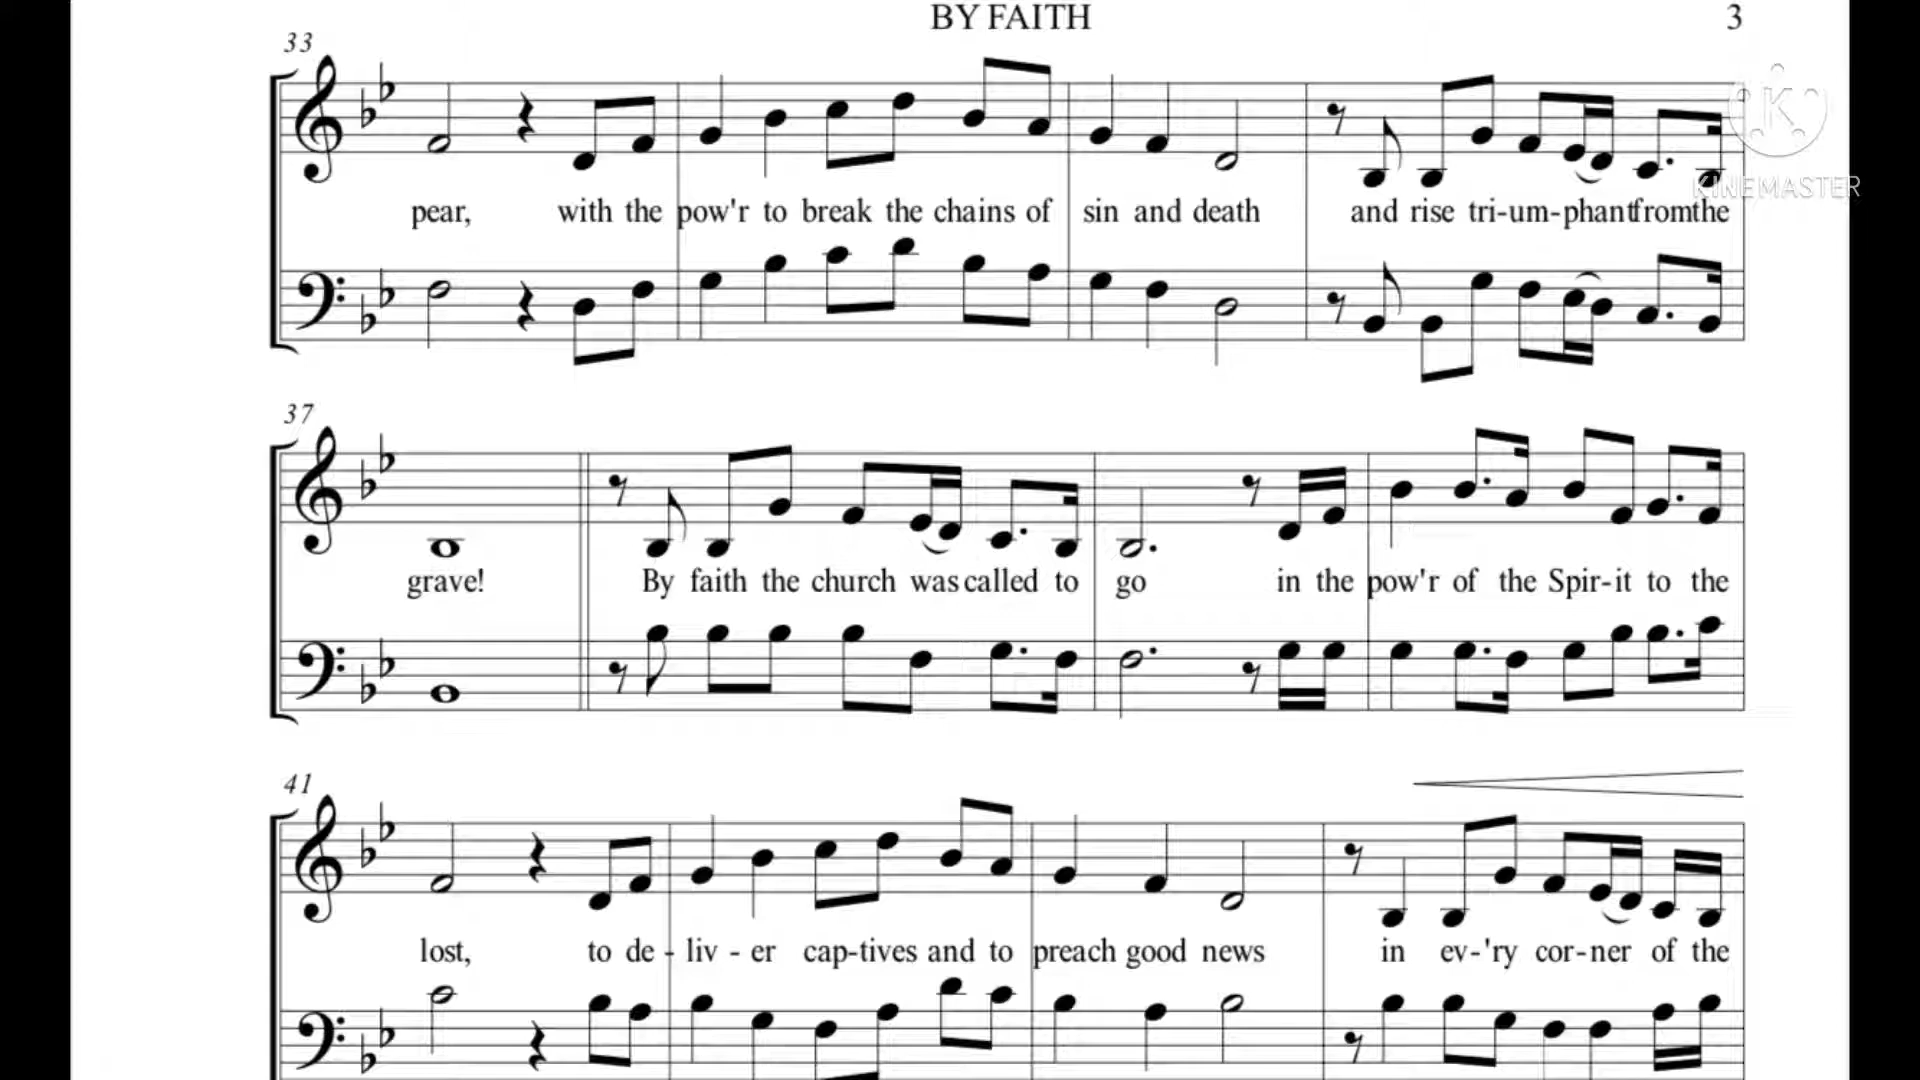 BY FAITH 3
33
pear, with the pow'r to break the chains of sin and death and rise tri-um-phant from the
37
grave! By faith the church was called to go in the pow'r of the Spir-it to the
41
lost, to de-liv-er cap-tives and to preach good news in ev-'ry cor-ner of the
K
KINEMASTER